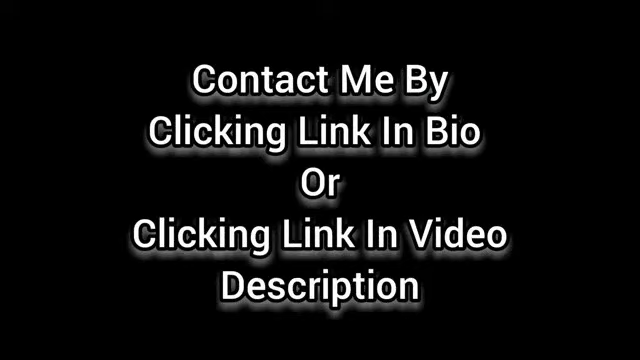 Contact Me By
Clicking Link In Bio
Or
Clicking Link In Video
Description